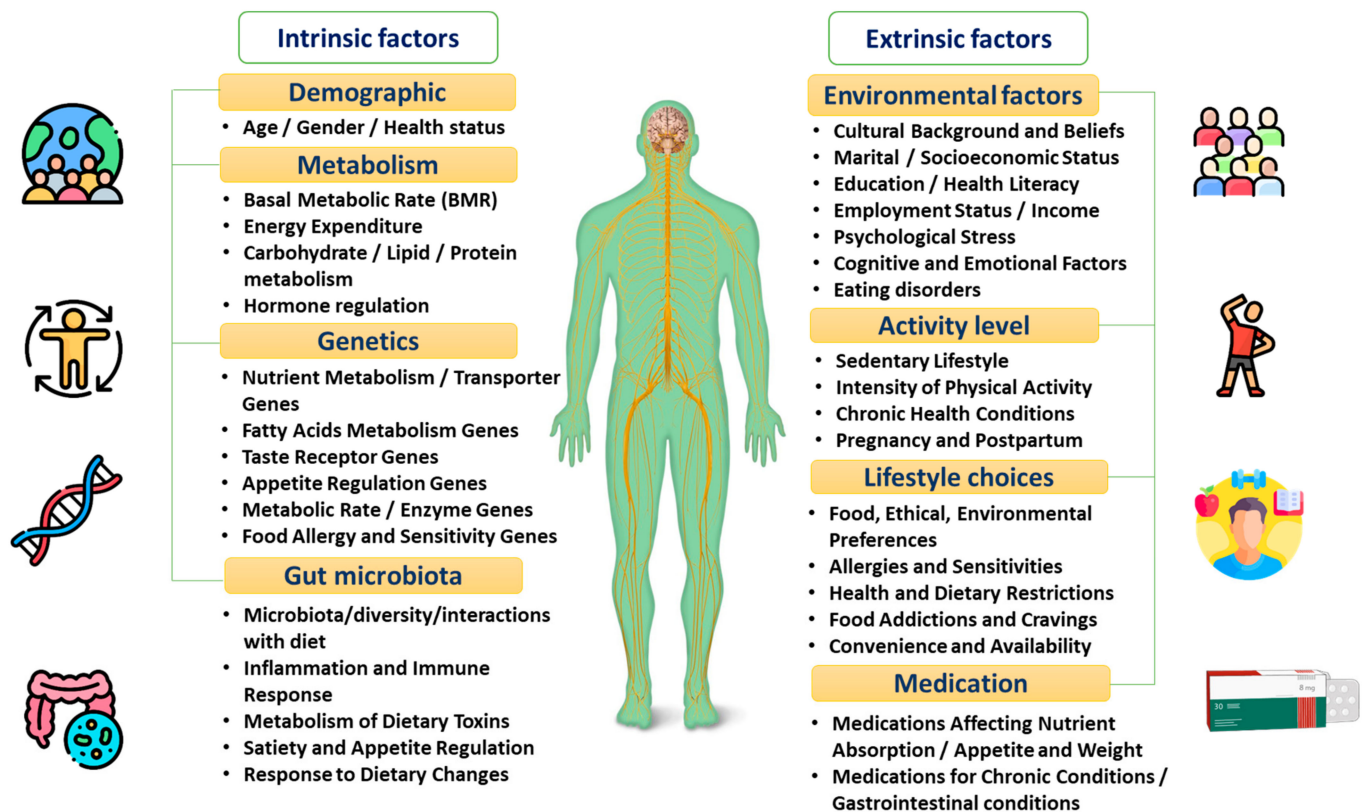 Intrinsic factors
Demographic
• Age / Gender / Health status
Metabolism
• Basal Metabolic Rate (BMR)
• Energy Expenditure
• Carbohydrate / Lipid / Protein
metabolism
• Hormone regulation
Genetics
• Nutrient Metabolism / Transporter
Genes
• Fatty Acids Metabolism Genes
• Taste Receptor Genes
• Appetite Regulation Genes
• Metabolic Rate / Enzyme Genes
• Food Allergy and Sensitivity Genes
Gut microbiota
• Microbiota/diversity/interactions
with diet
• Inflammation and Immune
Response
• Metabolism of Dietary Toxins
• Satiety and Appetite Regulation
• Response to Dietary Changes
Extrinsic factors
Environmental factors
• Cultural Background and Beliefs
• Marital / Socioeconomic Status
• Education / Health Literacy
• Employment Status / Income
• Psychological Stress
• Cognitive and Emotional Factors
• Eating disorders
Activity level
• Sedentary Lifestyle
• Intensity of Physical Activity
• Chronic Health Conditions
• Pregnancy and Postpartum
Lifestyle choices
• Food, Ethical, Environmental
Preferences
• Allergies and Sensitivities
• Health and Dietary Restrictions
• Food Addictions and Cravings
• Convenience and Availability
Medication
• Medications Affecting Nutrient
Absorption / Appetite and Weight
• Medications for Chronic Conditions /
Gastrointestinal conditions
8 mg
30